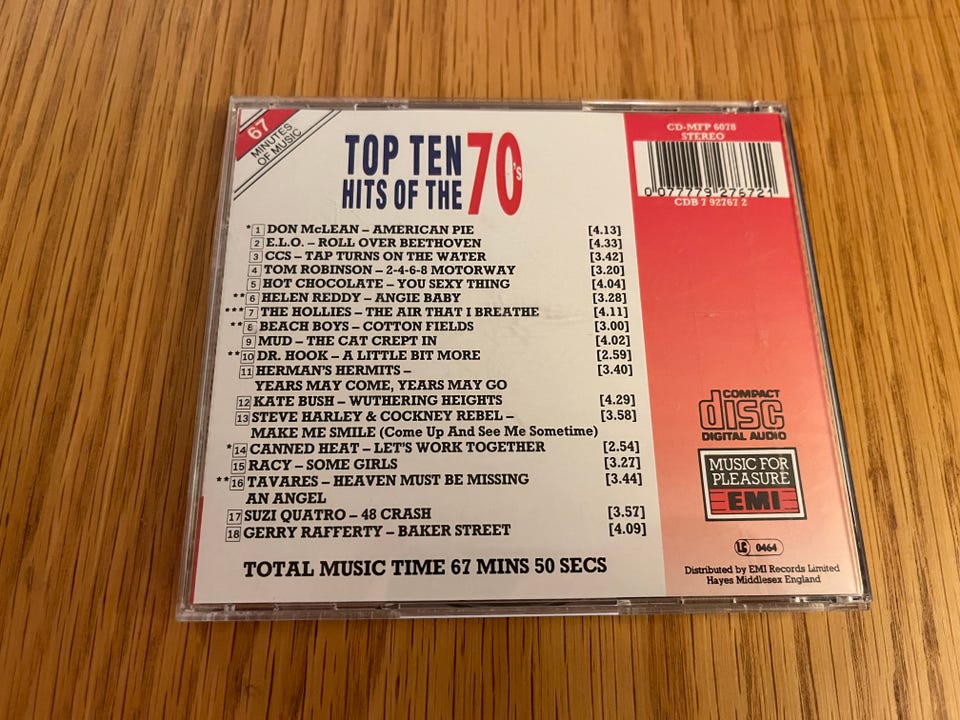 67
MINUTES
OF MUSIC
TOP TEN
HITS OF THE 70's
* 1 DON McLEAN – AMERICAN PIE [4.13]
2 E.L.O. – ROLL OVER BEETHOVEN [4.33]
3 CCS – TAP TURNS ON THE WATER [3.42]
4 TOM ROBINSON – 2-4-6-8 MOTORWAY [3.20]
5 HOT CHOCOLATE – YOU SEXY THING [4.04]
** 6 HELEN REDDY – ANGIE BABY [3.28]
*** 7 THE HOLLIES – THE AIR THAT I BREATHE [4.11]
** 8 BEACH BOYS – COTTON FIELDS [3.00]
9 MUD – THE CAT CREPT IN [4.02]
** 10 DR. HOOK – A LITTLE BIT MORE [2.59]
11 HERMAN'S HERMITS – [3.40]
YEARS MAY COME, YEARS MAY GO
12 KATE BUSH – WUTHERING HEIGHTS [4.29]
13 STEVE HARLEY & COCKNEY REBEL – [3.58]
MAKE ME SMILE (Come Up And See Me Sometime)
* 14 CANNED HEAT – LET'S WORK TOGETHER [2.54]
15 RACY – SOME GIRLS [3.27]
** 16 TAVARES – HEAVEN MUST BE MISSING [3.44]
AN ANGEL
17 SUZI QUATRO – 48 CRASH [3.57]
18 GERRY RAFFERTY – BAKER STREET [4.09]
TOTAL MUSIC TIME 67 MINS 50 SECS
CD-MFP 6078
STEREO
0 077779 276721
CDB 7 92767 2
COMPACT
disc
DIGITAL AUDIO
MUSIC FOR
PLEASURE
EMI
LC 0464
Distributed by EMI Records Limited
Hayes Middlesex England